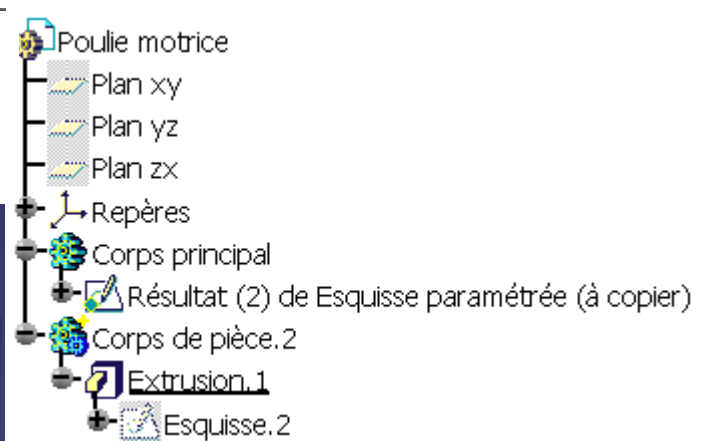 Poulie motrice
Plan xy
Plan yz
Plan zx
Repères
Corps principal
Résultat (2) de Esquisse paramétrée (à copier)
Corps de pièce.2
Extrusion.1
Esquisse.2